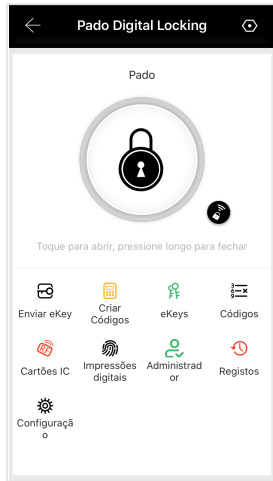 Pado Digital Locking
Pado
Toque para abrir, pressione longo para fechar
Enviar eKey
Criar
Códigos
eKeys
Códigos
Cartões IC
Impressões
digitais
Administrad
or
Registos
Configuraçã
o